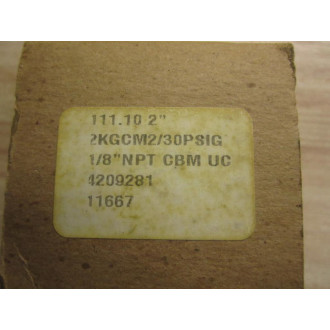 111.10 2"
2KGCM2/30PSIG
1/8"NPT CBM UC
4209281
11667